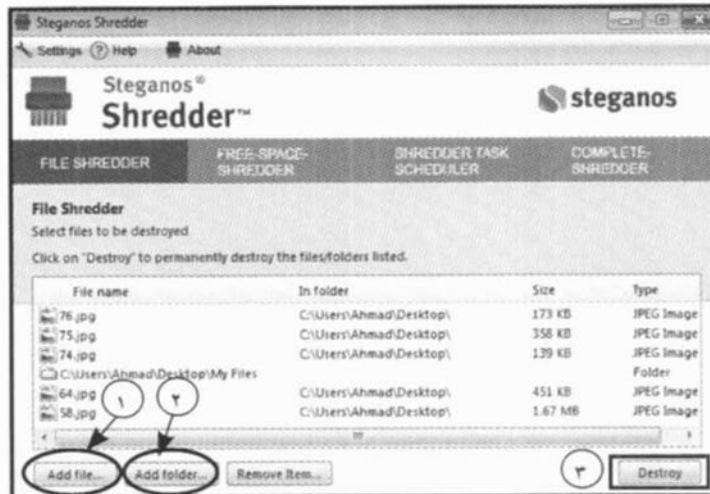 Steganos Shredder
Settings Help About
Steganos®
Shredder™
steganos
FILE SHREDDER FREE-SPACE-SHREDDER SHREDDER TASK SCHEDULER COMPLETE-SHREDDER
File Shredder
Select files to be destroyed
Click on "Destroy" to permanently destroy the files/folders listed.
File name In folder Size Type
76.jpg C:\Users\Ahmad\Desktop\ 173 KB JPEG Image
75.jpg C:\Users\Ahmad\Desktop\ 358 KB JPEG Image
74.jpg C:\Users\Ahmad\Desktop\ 139 KB JPEG Image
C:\Users\Ahmad\Desktop\My Files Folder
64.jpg C:\Users\Ahmad\Desktop\ 451 KB JPEG Image
58.jpg C:\Users\Ahmad\Desktop\ 1.67 MB JPEG Image
١ ٢
Add file... Add folder... Remove Item... ٣ Destroy